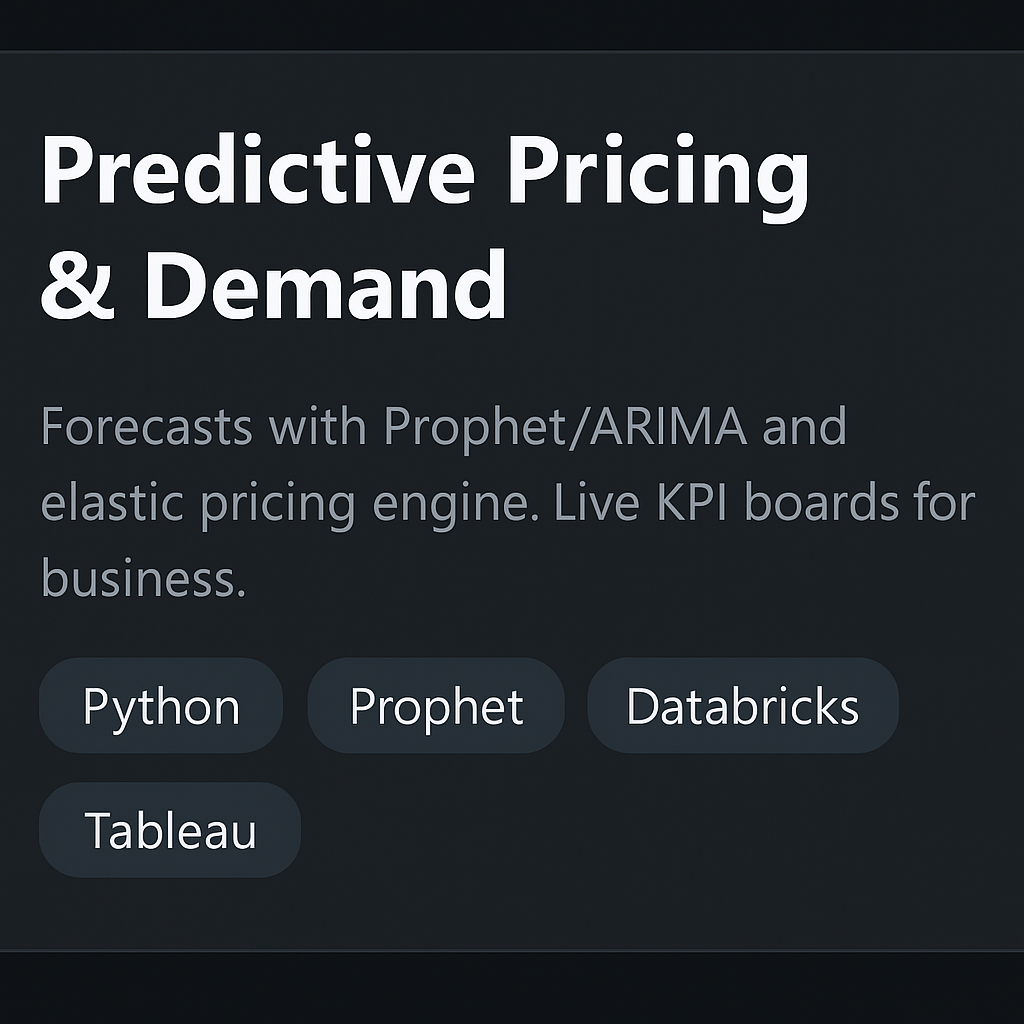 Predictive Pricing
& Demand
Forecasts with Prophet/ARIMA and
elastic pricing engine. Live KPI boards for
business.
Python Prophet Databricks
Tableau